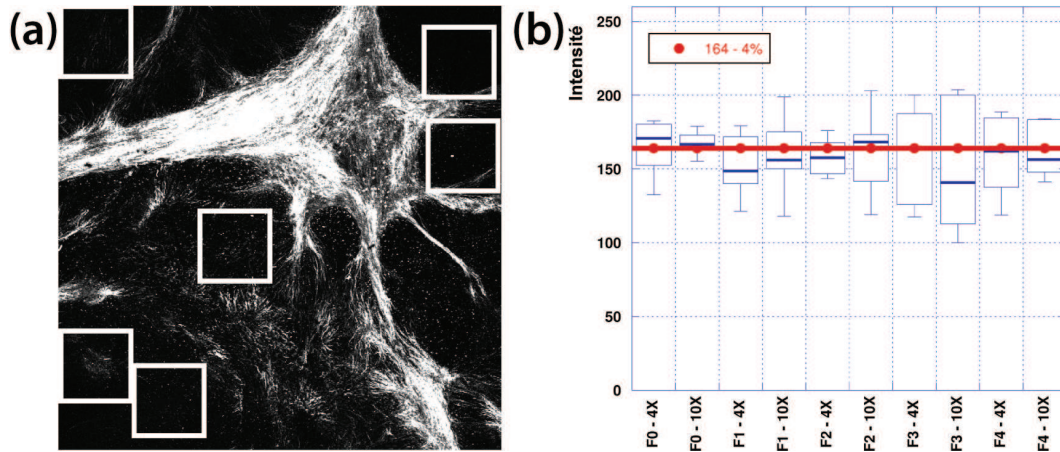 (a)
(b)
Intensité
250
200
150
100
50
0
164 - 4%
F0 - 4X
F0 - 10X
F1 - 4X
F1 - 10X
F2 - 4X
F2 - 10X
F3 - 4X
F3 - 10X
F4 - 4X
F4 - 10X